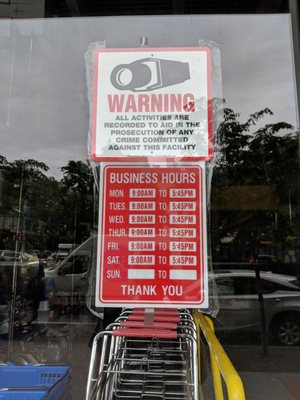 WARNING
ALL ACTIVITIES ARE
RECORDED TO AID IN THE
PROSECUTION OF ANY
CRIME COMMITTED
AGAINST THIS FACILITY
BUSINESS HOURS
MON. 9:00AM TO 5:45PM
TUES. 9:00AM TO 5:45PM
WED. 9:00AM TO 5:45PM
THUR. 9:00AM TO 5:45PM
FRI. 9:00AM TO 5:45PM
SAT. 9:00AM TO 5:45PM
SUN. TO
THANK YOU